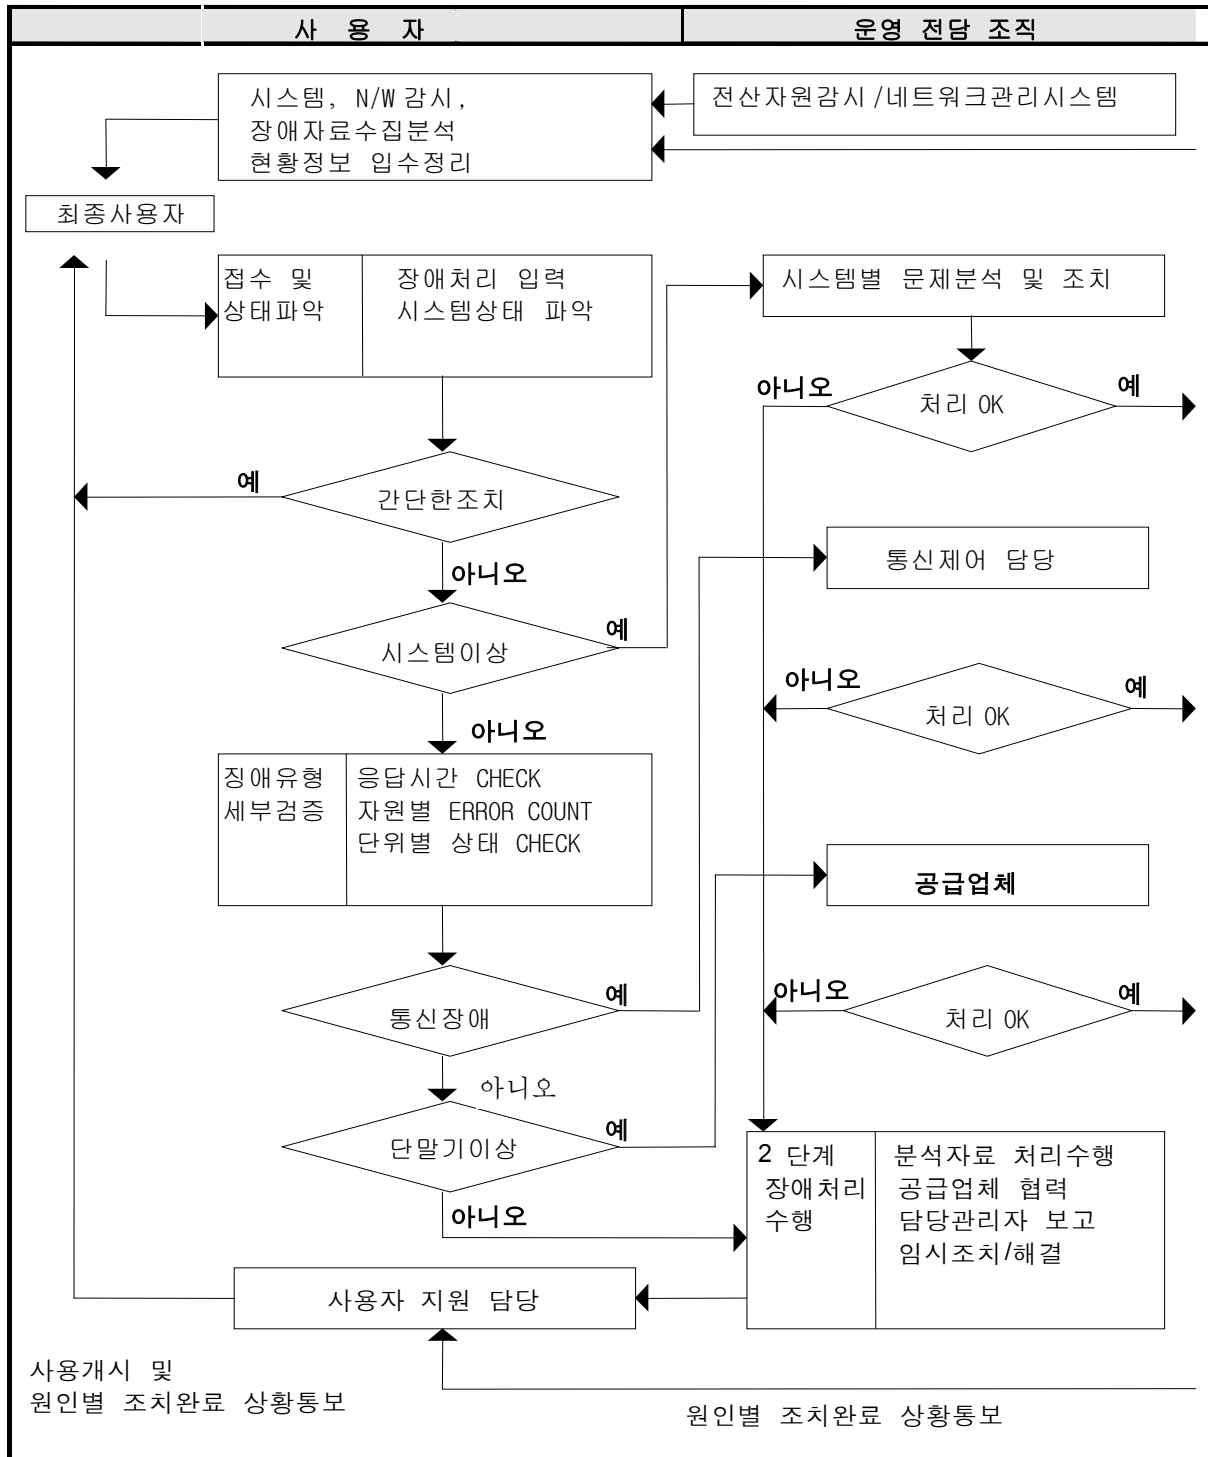 사 용 자
운영 전담 조직
시스템, N/W 감시,
장애자료수집분석
현황정보 입수정리
전산자원감시/네트워크관리시스템
최종사용자
접수 및
상태파악
장애처리 입력
시스템상태 파악
시스템별 문제분석 및 조치
아니오
처리 OK
예
예
간단한조치
아니오
통신제어 담당
시스템이상
예
아니오
처리 OK
예
아니오
징애유형
세부검증
응답시간 CHECK
자원별 ERROR COUNT
단위별 상태 CHECK
공급업체
통신장애
예
아니오
처리 OK
예
아니오
단말기이상
예
아니오
2 단계
장애처리
수행
분석자료 처리수행
공급업체 협력
담당관리자 보고
임시조치/해결
사용자 지원 담당
사용개시 및
원인별 조치완료 상황통보
원인별 조치완료 상황통보